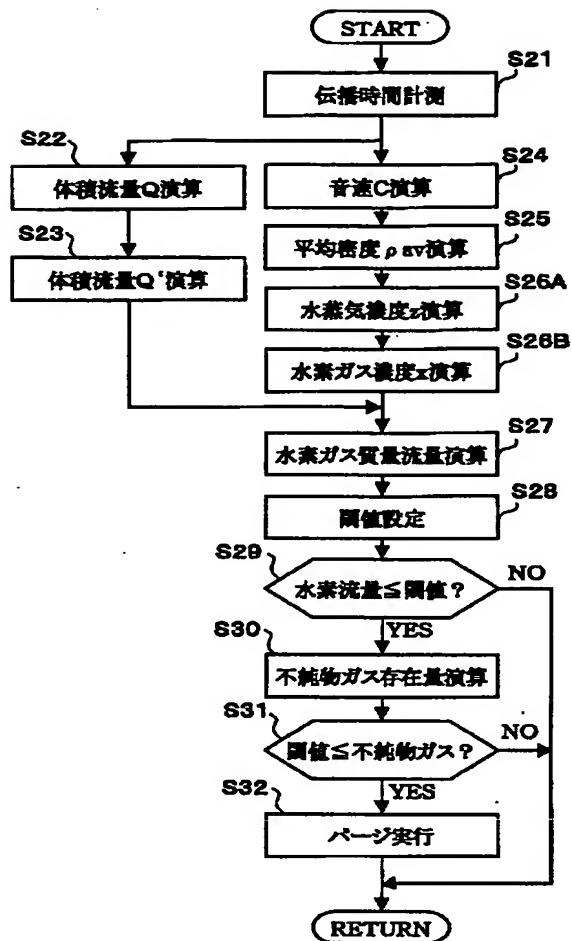 START
S21
伝播時間計測
S22
体積流量Q演算
S24
音速C演算
S23
体積流量Q'演算
S25
平均密度ρav演算
S26A
水蒸気濃度z演算
S26B
水素ガス濃度x演算
S27
水素ガス質量流量演算
S28
閾値設定
S29
水素流量≦閾値?
NO
YES
S30
不純物ガス存在量演算
S31
閾値≦不純物ガス?
NO
YES
S32
パージ実行
RETURN